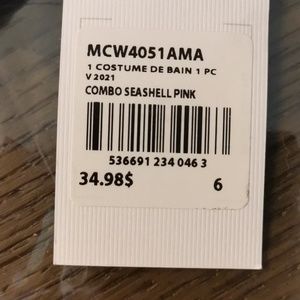 MCW4051AMA
1 COSTUME DE BAIN 1 PC
V 2021
COMBO SEASHELL PINK
536691 234 046 3
34.98$ 6